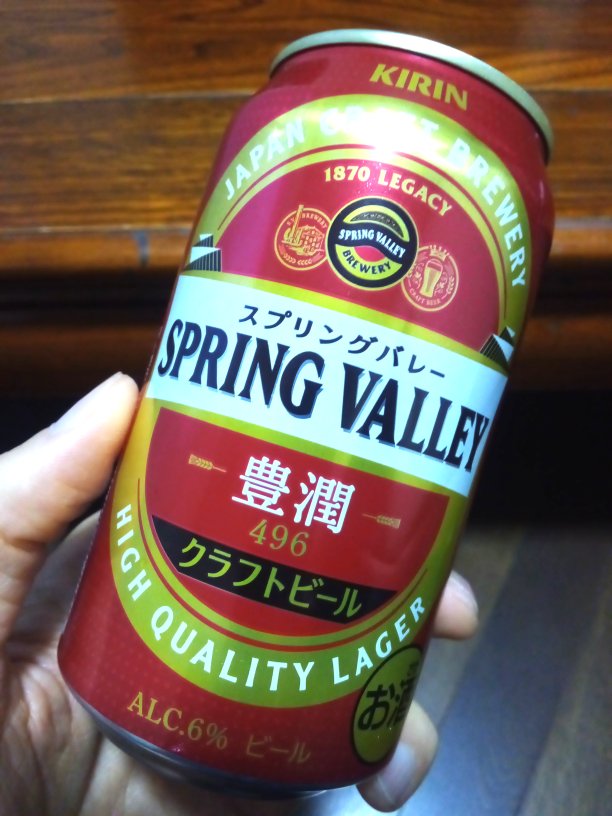 KIRIN
JAPAN CRAFT BREWERY
1870 LEGACY
SPRING VALLEY
BREWERY
CRAFT BEER
スプリングバレー
SPRING VALLEY
豊潤
496
クラフトビール
HIGH QUALITY LAGER
ALC.6% ビール
お酒